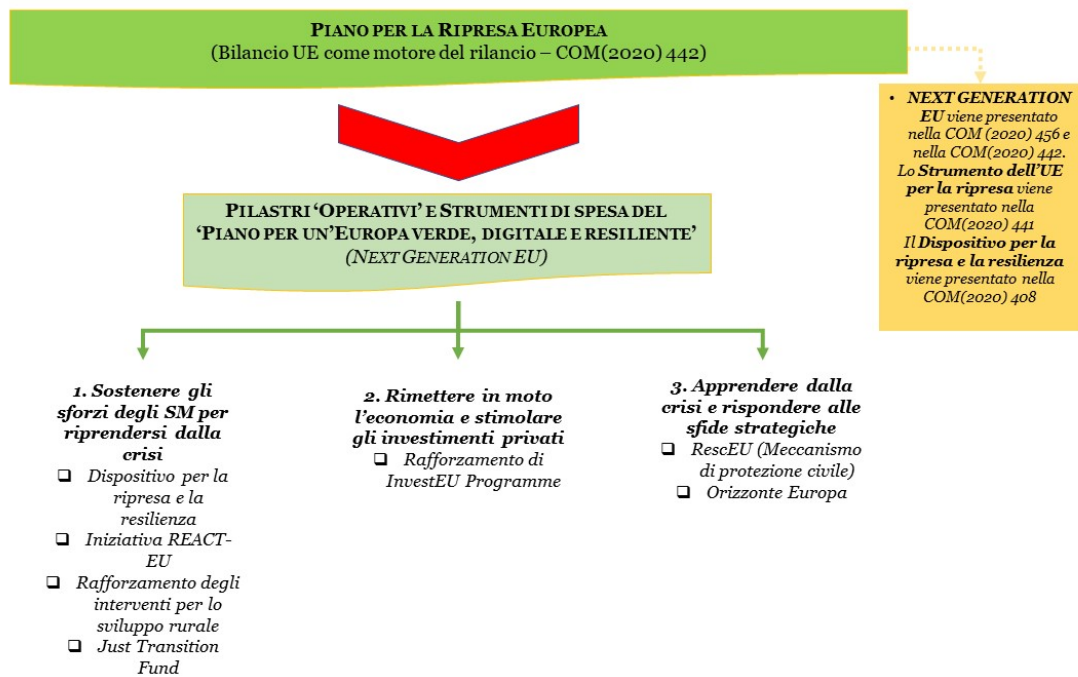 PIANO PER LA RIPRESA EUROPEA
(Bilancio UE come motore del rilancio – COM(2020) 442)
• NEXT GENERATION
EU viene presentato
nella COM (2020) 456 e
nella COM(2020) 442.
Lo Strumento dell'UE
per la ripresa viene
presentato nella
COM(2020) 441
Il Dispositivo per la
ripresa e la resilienza
viene presentato nella
COM(2020) 408
PILASTRI 'OPERATIVI' E STRUMENTI DI SPESA DEL
'PIANO PER UN'EUROPA VERDE, DIGITALE E RESILIENTE'
(NEXT GENERATION EU)
1. Sostenere gli
sforzi degli SM per
riprendersi dalla
crisi
❑ Dispositivo per la
ripresa e la
resilienza
❑ Iniziativa REACT-
EU
❑ Rafforzamento degli
interventi per lo
sviluppo rurale
❑ Just Transition
Fund
2. Rimettere in moto
l'economia e stimolare
gli investimenti privati
❑ Rafforzamento di
InvestEU Programme
3. Apprendere dalla
crisi e rispondere alle
sfide strategiche
❑ RescEU (Meccanismo
di protezione civile)
❑ Orizzonte Europa